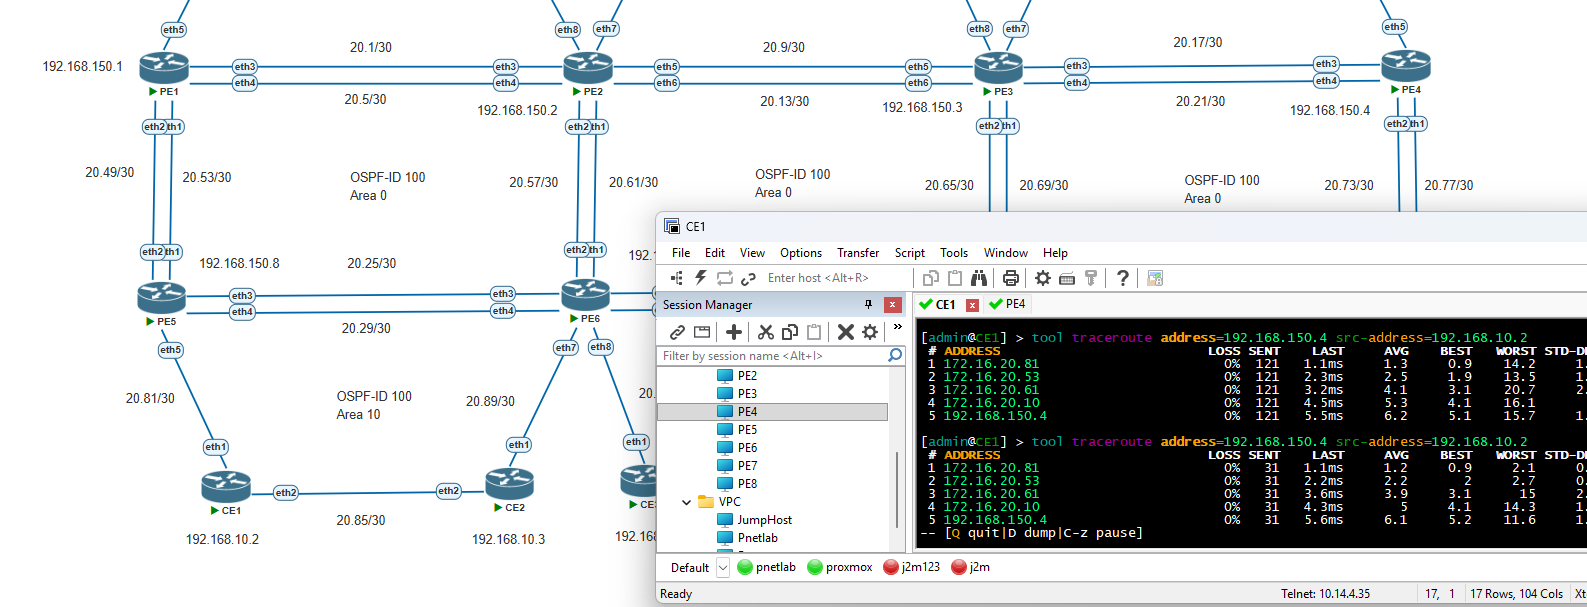 eth5
eth8
eth7
eth8
eth7
eth5
20.1/30
20.9/30
20.17/30
192.168.150.1
eth3
eth3
eth5
eth5
eth3
eth3
eth4
eth4
eth6
eth6
eth4
eth4
PE1
PE2
PE3
PE4
20.5/30
192.168.150.2
20.13/30
192.168.150.3
20.21/30
192.168.150.4
eth2
th1
eth2
th1
eth2
th1
eth2
th1
20.49/30
20.53/30
OSPF-ID 100
Area 0
20.57/30
20.61/30
OSPF-ID 100
Area 0
20.65/30
20.69/30
OSPF-ID 100
Area 0
20.73/30
20.77/30
eth2
th1
192.168.150.8
20.25/30
eth2
th1
192.1
eth3
eth3
eth4
eth4
PE5
PE6
20.29/30
eth5
eth7
eth8
20.81/30
OSPF-ID 100
Area 10
20.89/30
20.
eth1
eth1
eth1
eth2
eth2
CE1
CE2
CE
20.85/30
192.168.10.2
192.168.10.3
192.168
CE1
File Edit View Options Transfer Script Tools Window Help
Enter host <Alt+R>
Session Manager
Filter by session name <Alt+I>
PE2
PE3
PE4
PE5
PE6
PE7
PE8
VPC
JumpHost
Pnetlab
CE1
PE4
[admin@CE1] > tool traceroute address=192.168.150.4 src-address=192.168.10.2
# ADDRESS LOSS SENT LAST AVG BEST WORST STD-DE
1 172.16.20.81 0% 121 1.1ms 1.3 0.9 14.2 1.
2 172.16.20.53 0% 121 2.3ms 2.5 1.9 13.5 1.
3 172.16.20.61 0% 121 3.2ms 4.1 3.1 20.7 2.
4 172.16.20.10 0% 121 4.5ms 5.3 4.1 16.1
5 192.168.150.4 0% 121 5.5ms 6.2 5.1 15.7 1.
[admin@CE1] > tool traceroute address=192.168.150.4 src-address=192.168.10.2
# ADDRESS LOSS SENT LAST AVG BEST WORST STD-D
1 172.16.20.81 0% 31 1.1ms 1.2 0.9 2.1 0.
2 172.16.20.53 0% 31 2.2ms 2.2 2 2.7 0.
3 172.16.20.61 0% 31 3.6ms 3.9 3.1 15 2.
4 172.16.20.10 0% 31 4.3ms 5 4.1 14.3 1.
5 192.168.150.4 0% 31 5.6ms 6.1 5.2 11.6 1.
-- [Q quit|D dump|C-z pause]
Default pnetlab proxmox j2m123 j2m
Ready Telnet: 10.14.4.35 17, 1 17 Rows, 104 Cols Xt